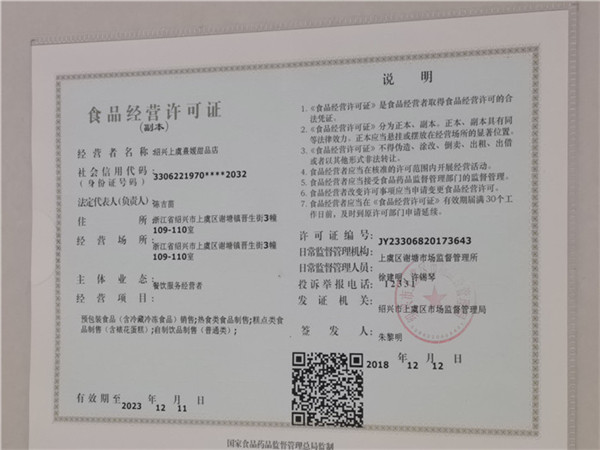 食品经营许可证
(副本)
经营者名称 绍兴上虞晨媛甜品店
社会信用代码
(身份证号码) 3306221970****2032
法定代表人(负责人) 陈吉苗
住 所 浙江省绍兴市上虞区谢塘镇晋生街3幢
109-110室
经营场所 浙江省绍兴市上虞区谢塘镇晋生街3幢
109-110室
主体业态 餐饮服务经营者
经营项目
预包装食品(含冷藏冷冻食品)销售;热食类食品制售;糕点类食
品制售(含裱花蛋糕);自制饮品制售(普通类);
有效期至 2023 年 12 月 11 日
说 明
1.《食品经营许可证》是食品经营者取得食品经营许可的合
法凭证。
2.《食品经营许可证》分为正本、副本。正本、副本具有同
等法律效力。正本应当悬挂或摆放在经营场所的显著位置。
3.《食品经营许可证》不得伪造、涂改、倒卖、出租、出借
或者以其他形式非法转让。
4.食品经营者应当在核准的许可范围内开展经营活动。
5.食品经营者应当接受食品药品监督管理部门的监督管理。
6.食品经营者改变许可事项应当申请变更食品经营许可。
7.食品经营者应当在《食品经营许可证》有效期届满30个工
作日前,及时到原许可部门申请延续。
许可证编号: JY23306820173643
日常监督管理机构: 上虞区谢塘市场监督管理所
日常监督管理人员: 徐建明、许锡琴
投诉举报电话: 12331
发证机关: 绍兴市上虞区市场监督管理局
签发人: 朱黎明
2018 年 12 月 12 日
国家食品药品监督管理总局监制